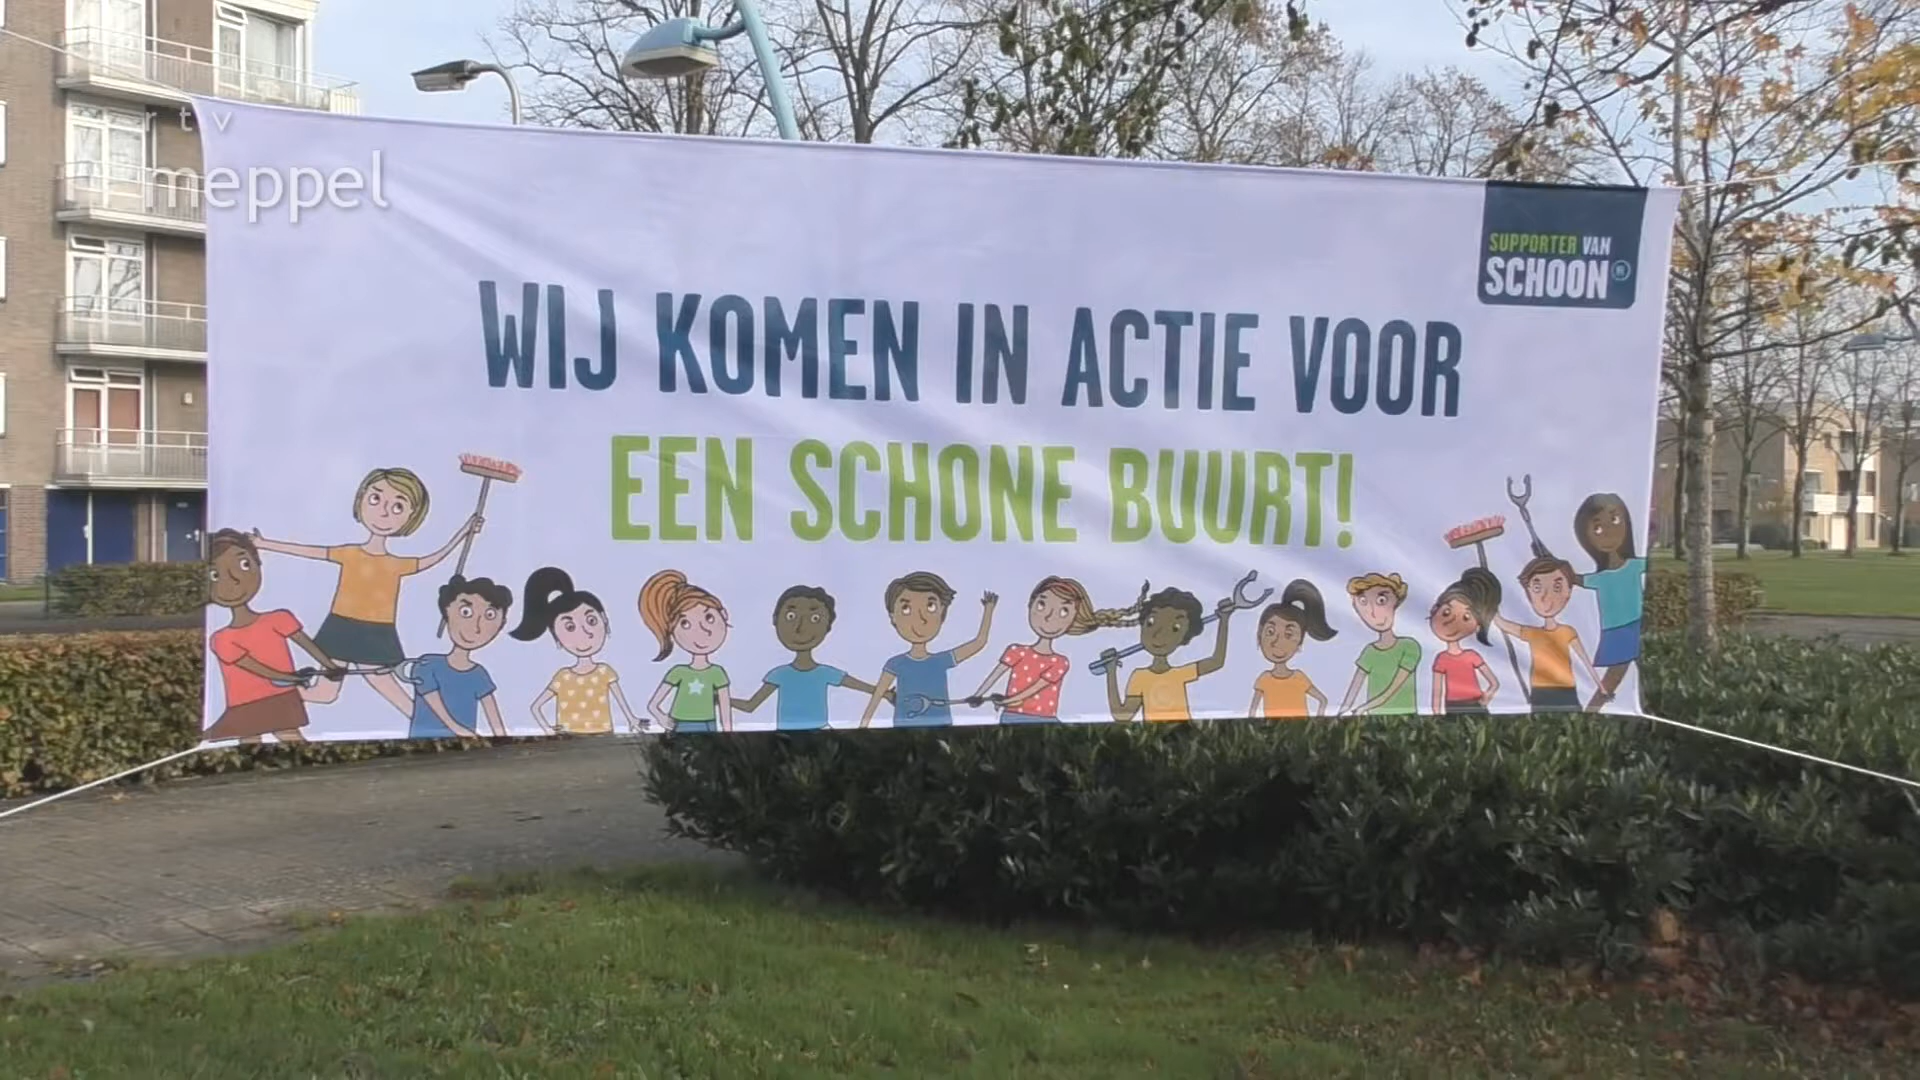 rtv
meppel
SUPPORTER VAN
SCHOON
WIJ KOMEN IN ACTIE VOOR
EEN SCHONE BUURT!